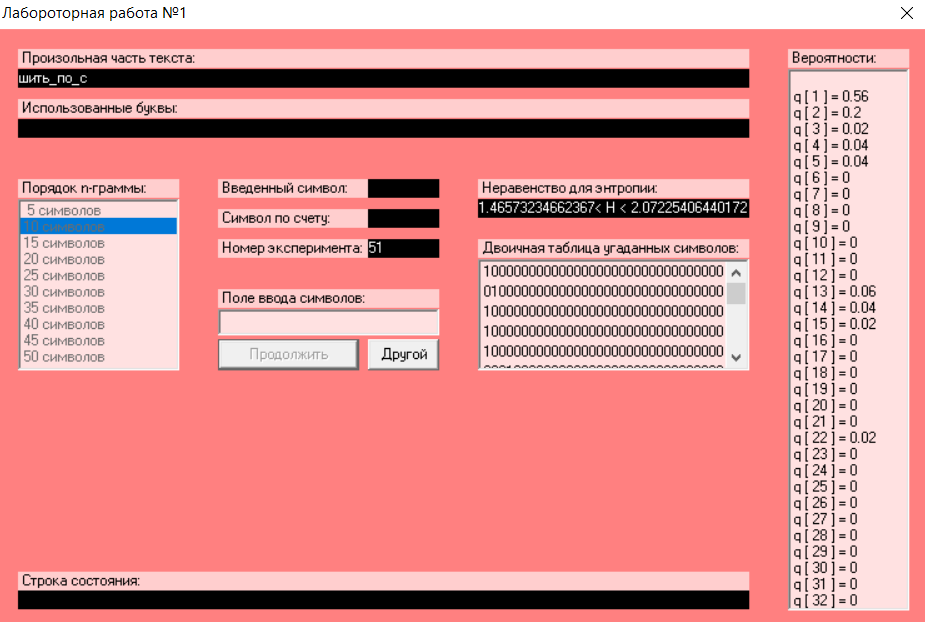 Лабороторная работа №1
Произольная часть текста:
шить_по_с
Использованные буквы:
Порядок n-граммы:
5 символов
10 символов
15 символов
20 символов
25 символов
30 символов
35 символов
40 символов
45 символов
50 символов
Введенный символ:
Символ по счету:
Номер эксперимента: 51
Поле ввода символов:
Продолжить
Другой
Неравенство для энтропии:
1.46573234662367< H < 2.07225406440172
Двоичная таблица угаданных символов:
10000000000000000000000000000000
01000000000000000000000000000000
10000000000000000000000000000000
10000000000000000000000000000000
10000000000000000000000000000000
Строка состояния:
Вероятности:
q [ 1 ] = 0.56
q [ 2 ] = 0.2
q [ 3 ] = 0.02
q [ 4 ] = 0.04
q [ 5 ] = 0.04
q [ 6 ] = 0
q [ 7 ] = 0
q [ 8 ] = 0
q [ 9 ] = 0
q [ 10 ] = 0
q [ 11 ] = 0
q [ 12 ] = 0
q [ 13 ] = 0.06
q [ 14 ] = 0.04
q [ 15 ] = 0.02
q [ 16 ] = 0
q [ 17 ] = 0
q [ 18 ] = 0
q [ 19 ] = 0
q [ 20 ] = 0
q [ 21 ] = 0
q [ 22 ] = 0.02
q [ 23 ] = 0
q [ 24 ] = 0
q [ 25 ] = 0
q [ 26 ] = 0
q [ 27 ] = 0
q [ 28 ] = 0
q [ 29 ] = 0
q [ 30 ] = 0
q [ 31 ] = 0
q [ 32 ] = 0